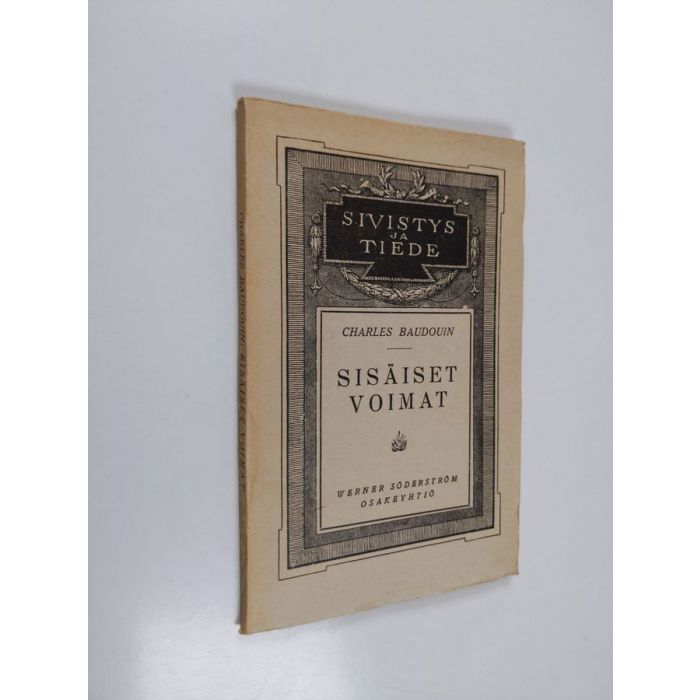 SIVISTYS
JA
TIEDE
CHARLES BAUDOUIN
SISÄISET
VOIMAT
WERNER SÖDERSTRÖM
OSAKEYHTIÖ
CHARLES BAUDOUIN SISÄISET VOIMAT